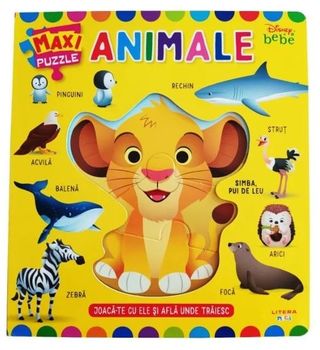 MAXI
PUZZLE
ANIMALE
Disney
bebé
PINGUINI
RECHIN
STRUȚ
ACVILĂ
SIMBA,
PUI DE LEU
BALENĂ
ARICI
ZEBRĂ
FOCĂ
JOACĂ-TE CU ELE ȘI AFLĂ UNDE TRĂIESC
LITERA